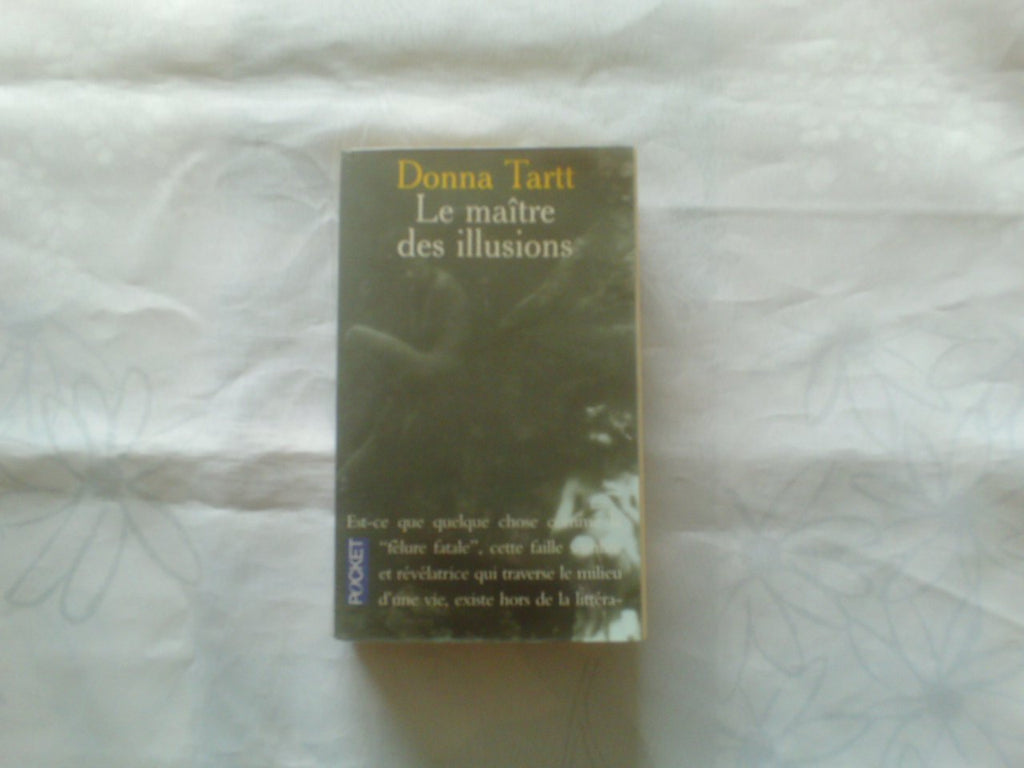 Donna Tartt
Le maître
des illusions
Est-ce que quelque chose
"fêlure fatale", cette faille
et révélatrice qui traverse le milieu
d'une vie, existe hors de la littéra-
POCKET